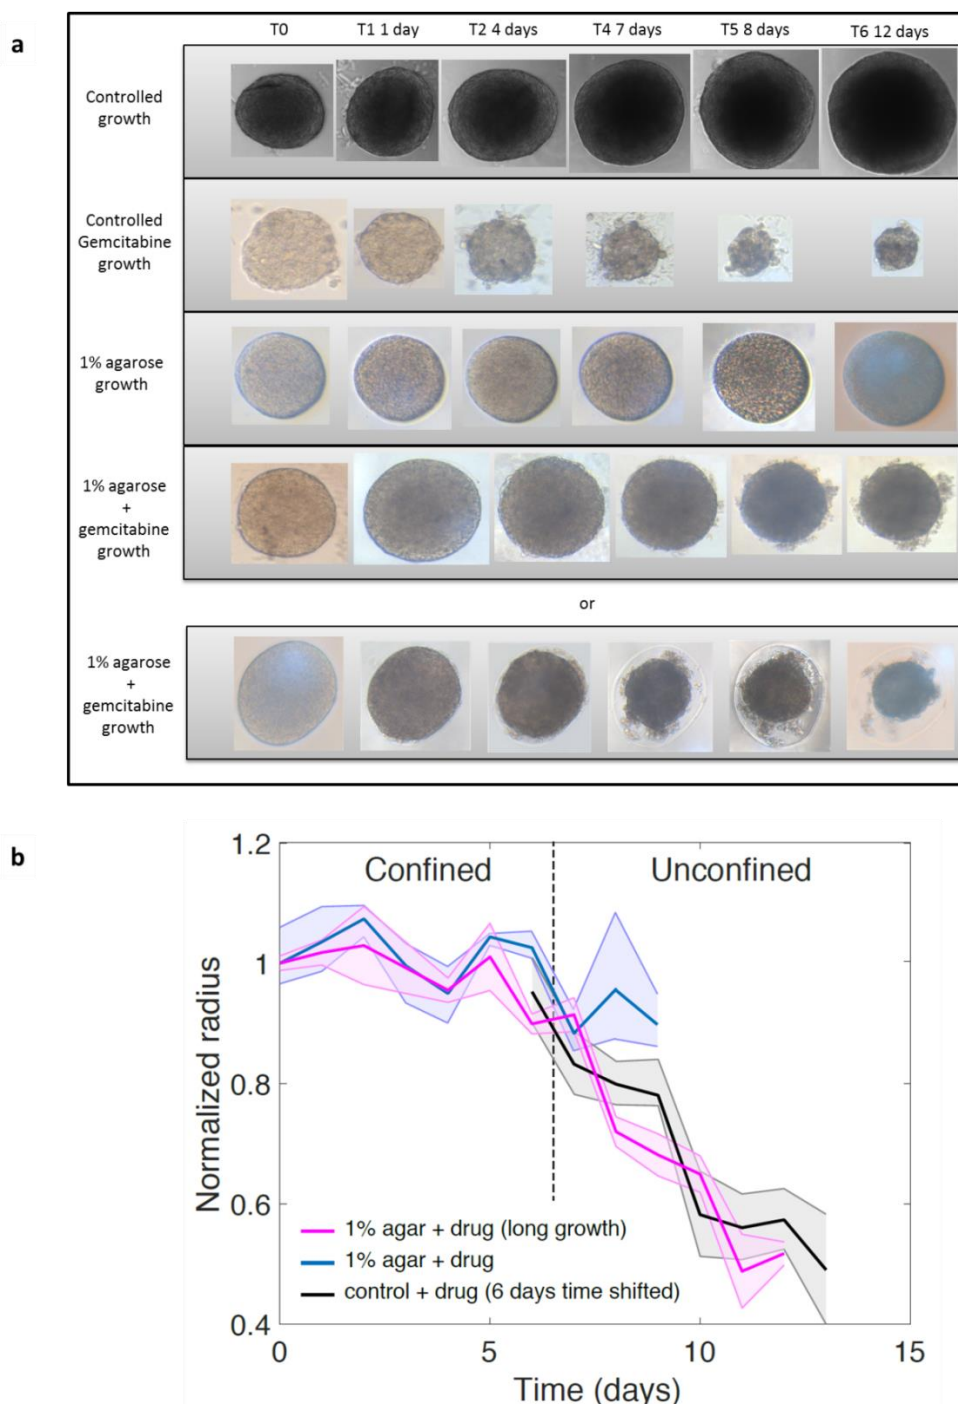 a
T0 T1 1 day T2 4 days T4 7 days T5 8 days T6 12 days
Controlled
growth
Controlled
Gemcitabine
growth
1% agarose
growth
1% agarose
+
gemcitabine
growth
or
1% agarose
+
gemcitabine
growth
b
1.2
1
0.8
0.6
0.4
Normalized radius
Confined Unconfined
1% agar + drug (long growth)
1% agar + drug
control + drug (6 days time shifted)
0 5 10 15
Time (days)